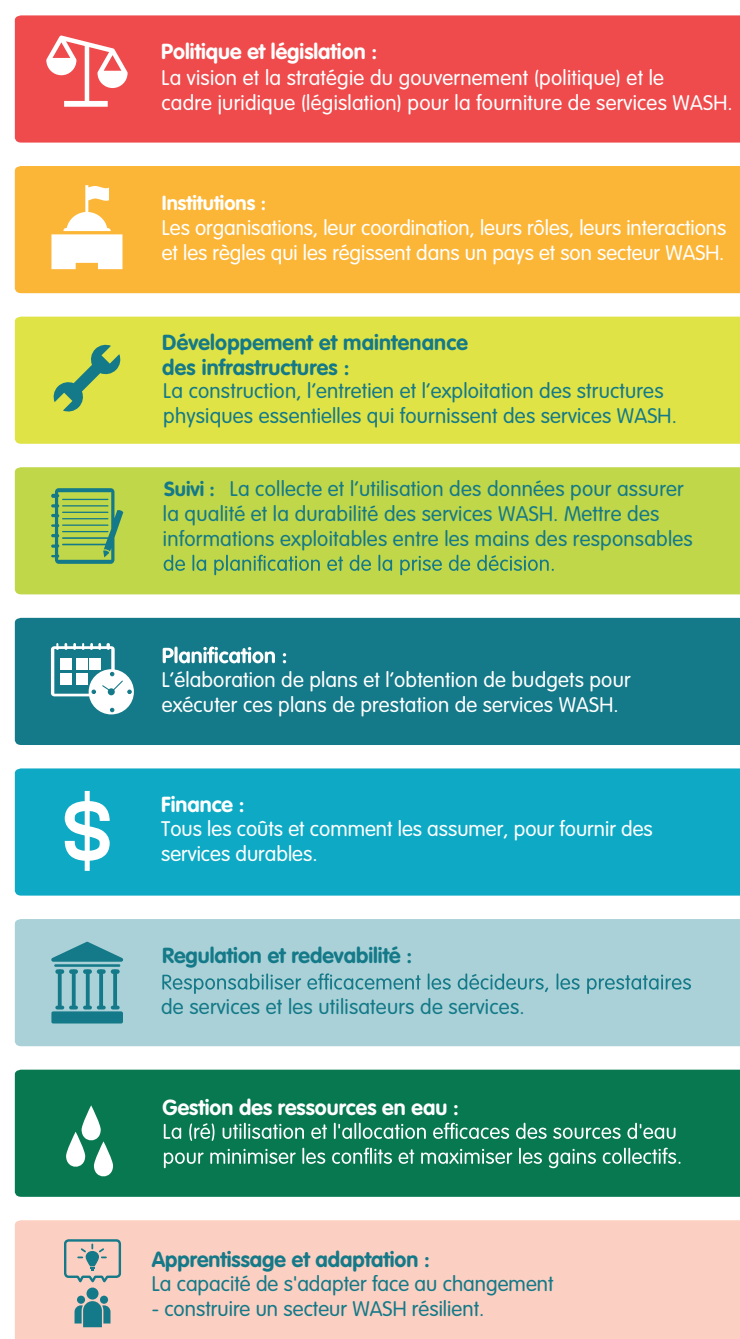 Politique et législation :
La vision et la stratégie du gouvernement (politique) et le
cadre juridique (législation) pour la fourniture de services WASH.
Institutions :
Les organisations, leur coordination, leurs rôles, leurs interactions
et les règles qui les régissent dans un pays et son secteur WASH.
Développement et maintenance
des infrastructures :
La construction, l’entretien et l’exploitation des structures
physiques essentielles qui fournissent des services WASH.
Suivi : La collecte et l’utilisation des données pour assurer
la qualité et la durabilité des services WASH. Mettre des
informations exploitables entre les mains des responsables
de la planification et de la prise de décision.
Planification :
L’élaboration de plans et l’obtention de budgets pour
exécuter ces plans de prestation de services WASH.
$
Finance :
Tous les coûts et comment les assumer, pour fournir des
services durables.
Regulation et redevabilité :
Responsabiliser efficacement les décideurs, les prestataires
de services et les utilisateurs de services.
Gestion des ressources en eau :
La (ré) utilisation et l'allocation efficaces des sources d'eau
pour minimiser les conflits et maximiser les gains collectifs.
Apprentissage et adaptation :
La capacité de s'adapter face au changement
- construire un secteur WASH résilient.